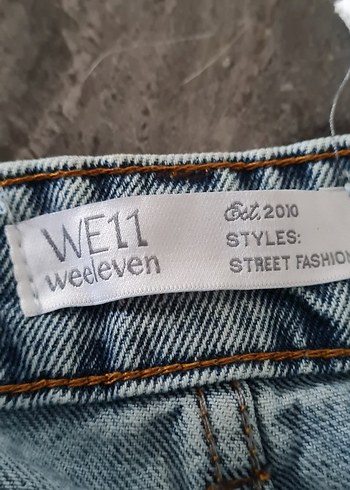 WE11
weeleven
Est. 2010
STYLES:
STREET FASHION